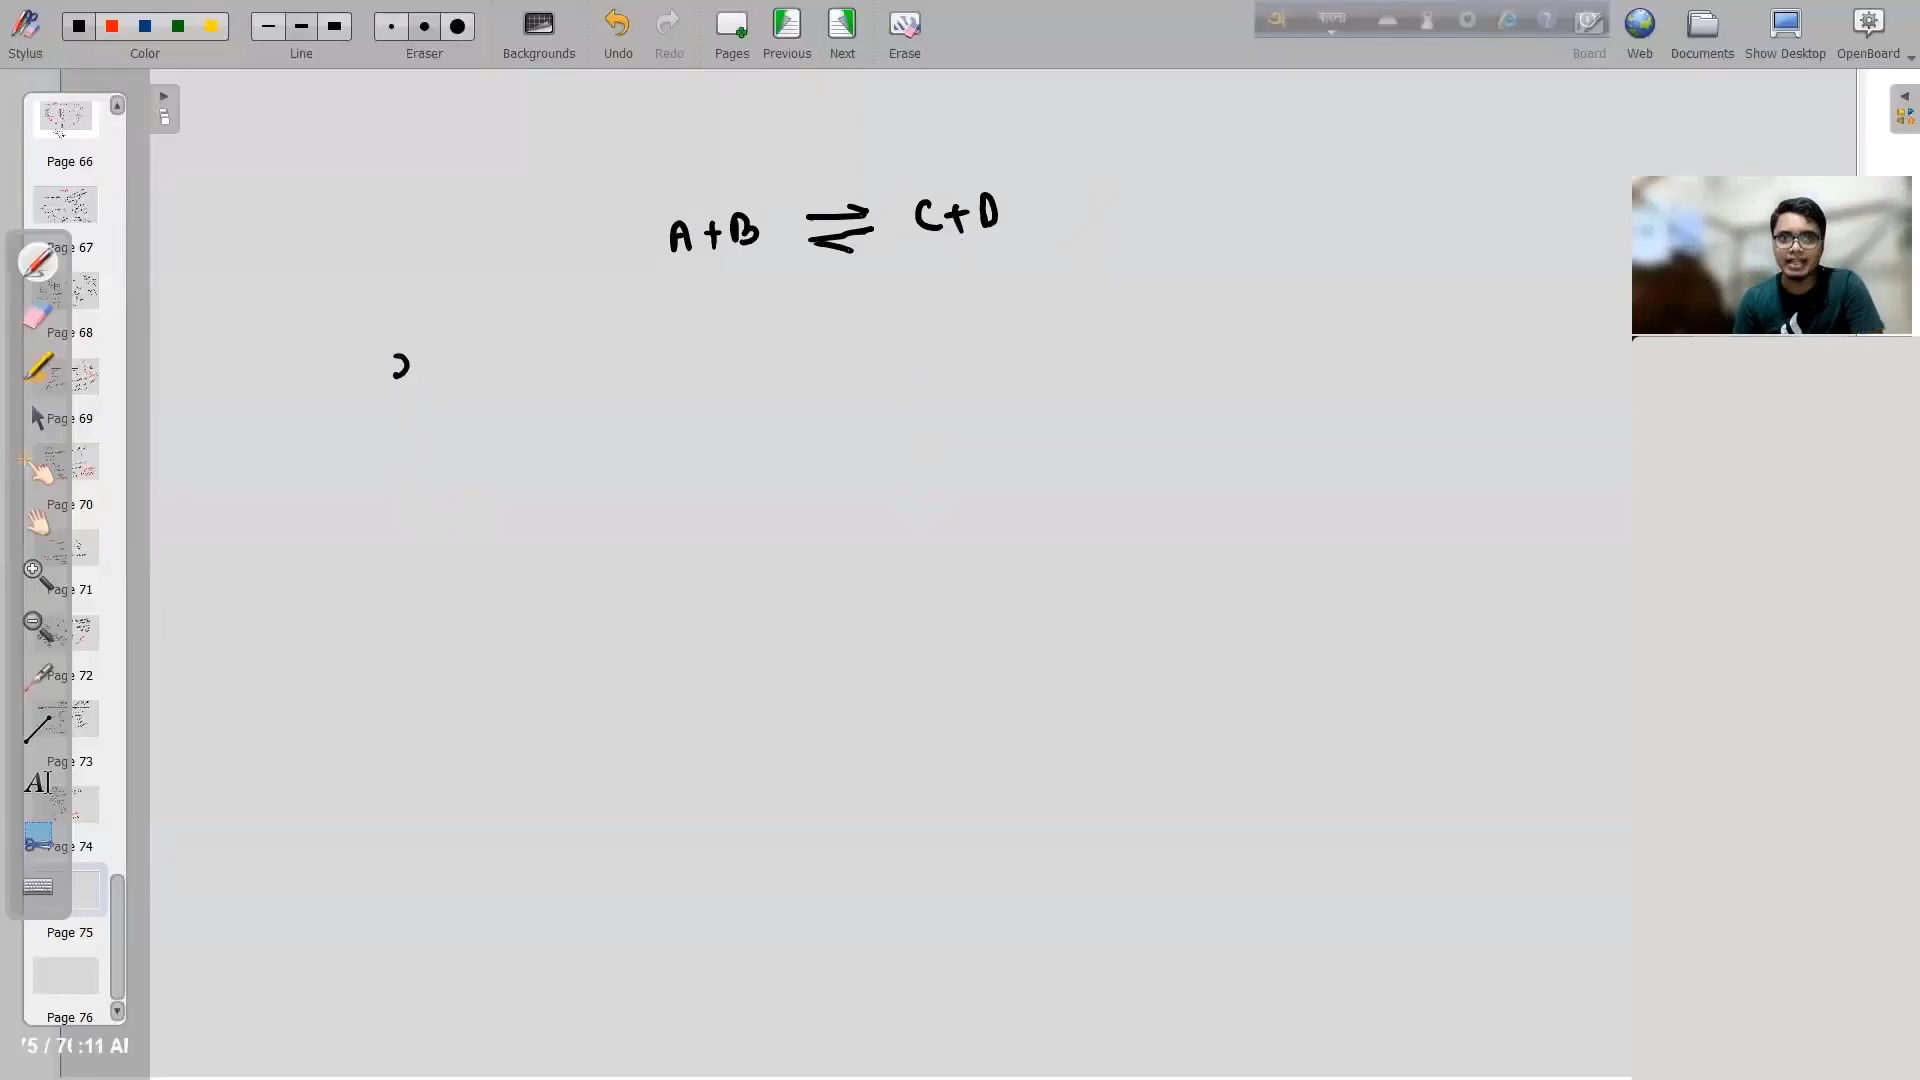 Stylus
Color
Line
Eraser
Backgrounds
Undo
Redo
Pages
Previous
Next
Erase
বাংলা
Board
Web
Documents
Show Desktop
OpenBoard
Page 66
Page 67
Page 68
Page 69
Page 70
Page 71
Page 72
Page 73
Page 74
Page 75
Page 76
A + B ⇌ C + D